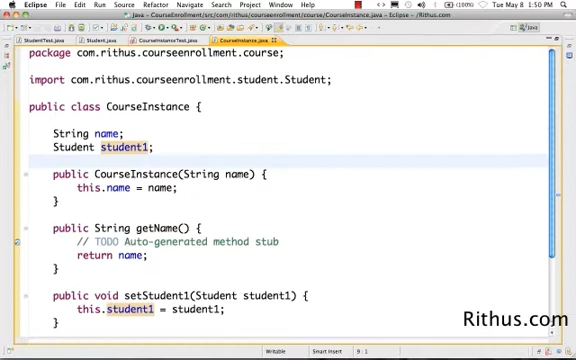 Eclipse File Edit Source Refactor Navigate Search Project Run Window Help (100%) Tue May 8 1:50 PM
Java - CourseEnrollment/src/com/rithus/courseenrollment/course/CourseInstance.java - Eclipse - /Rithus.com
Java
StudentTest.java Student.java CourseInstanceTest.java CourseInstance.java
package com.rithus.courseenrollment.course;
import com.rithus.courseenrollment.student.Student;
public class CourseInstance {
String name;
Student student1;
public CourseInstance(String name) {
this.name = name;
}
public String getName() {
// TODO Auto-generated method stub
return name;
}
public void setStudent1(Student student1) {
this.student1 = student1;
}
Rithus.com
Writable Smart Insert 9 : 1